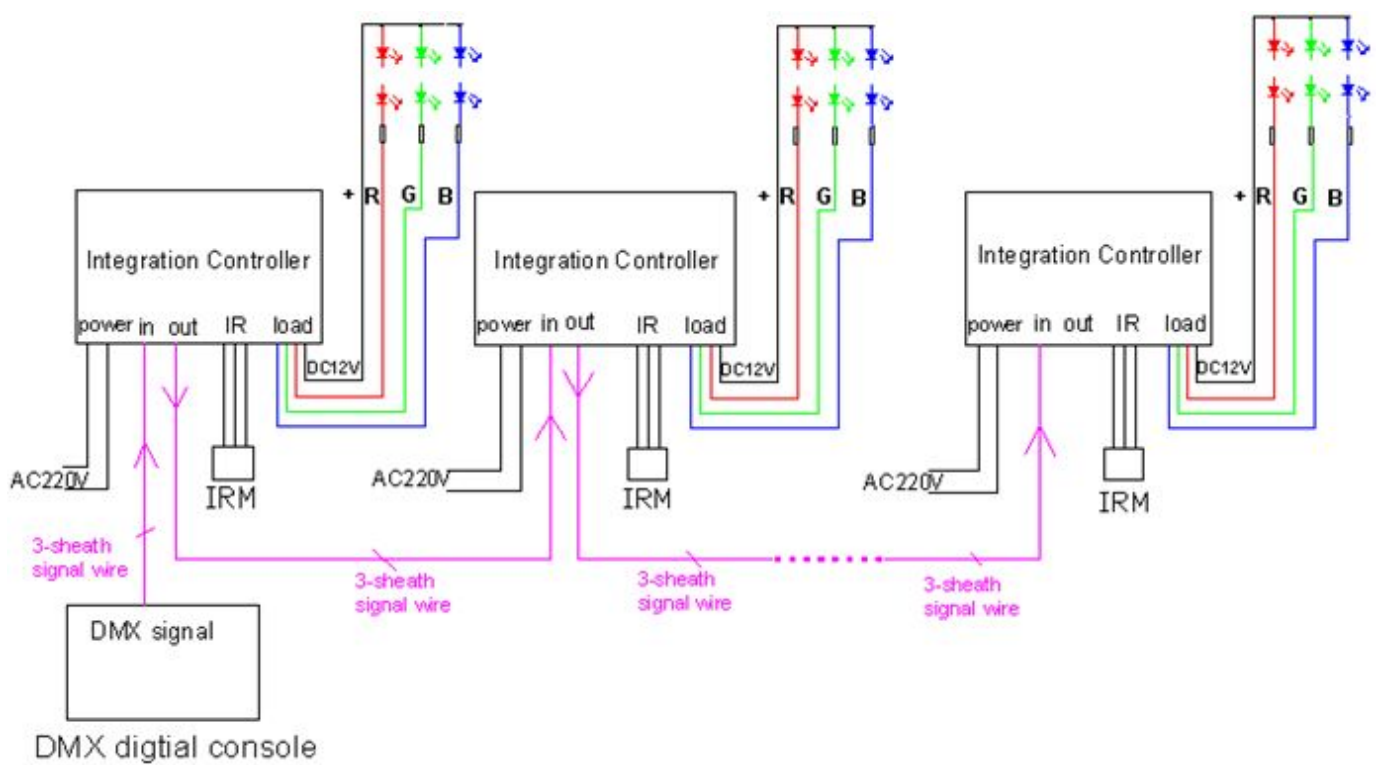 + R G B
+ R G B
+ R G B
Integration Controller
Integration Controller
Integration Controller
power in out IR load
power in out IR load
power in out IR load
DC12V
DC12V
DC12V
AC220V
IRM
AC220V
IRM
AC220V
IRM
3-sheath
signal wire
3-sheath
signal wire
3-sheath
signal wire
3-sheath
signal wire
DMX signal
DMX digtial console